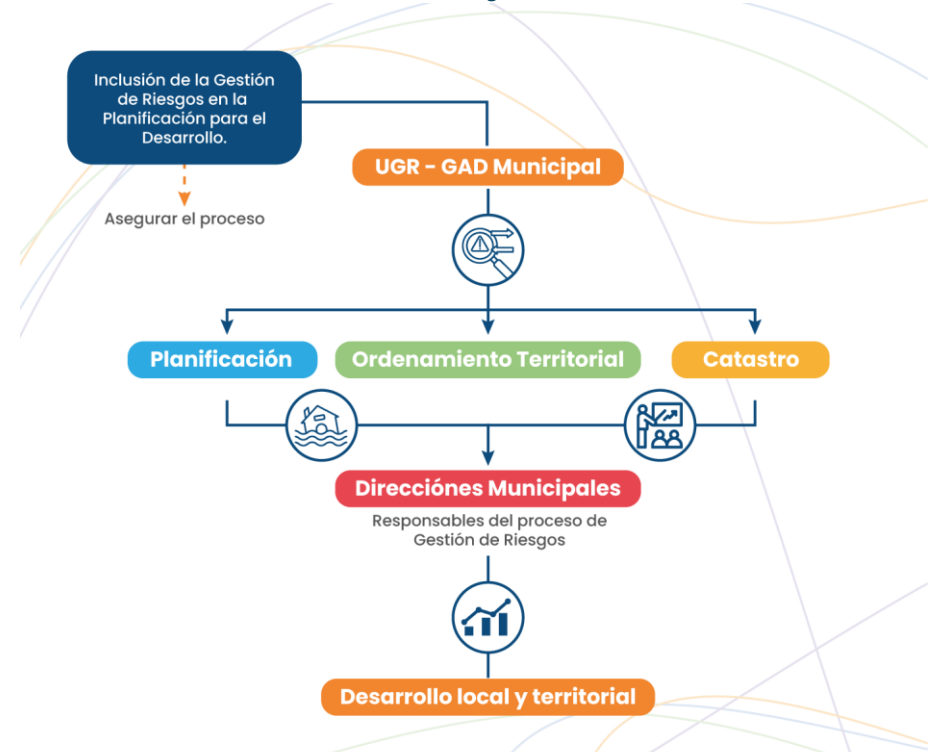 Inclusión de la Gestión
de Riesgos en la
Planificación para el
Desarrollo.
UGR - GAD Municipal
Asegurar el proceso
Planificación
Ordenamiento Territorial
Catastro
Direcciónes Municipales
Responsables del proceso de
Gestión de Riesgos
Desarrollo local y territorial